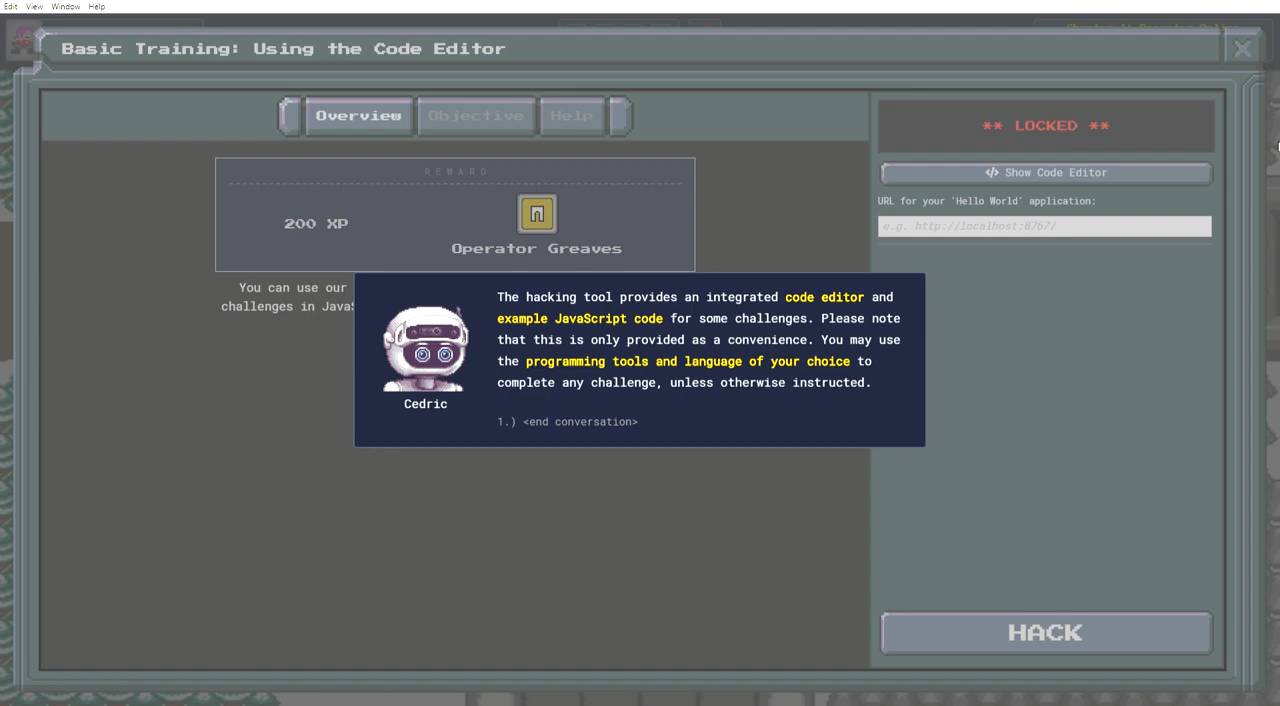 Edit View Window Help
Basic Training: Using the Code Editor
Overview
Objective
Help
** LOCKED **
</> Show Code Editor
URL for your 'Hello World' application:
e.g. http://localhost:8767/
REWARD
200 XP
Operator Greaves
You can use our
challenges in
The hacking tool provides an integrated code editor and
example JavaScript code for some challenges. Please note
that this is only provided as a convenience. You may use
the programming tools and language of your choice to
complete any challenge, unless otherwise instructed.
Cedric
1.) <end conversation>
HACK